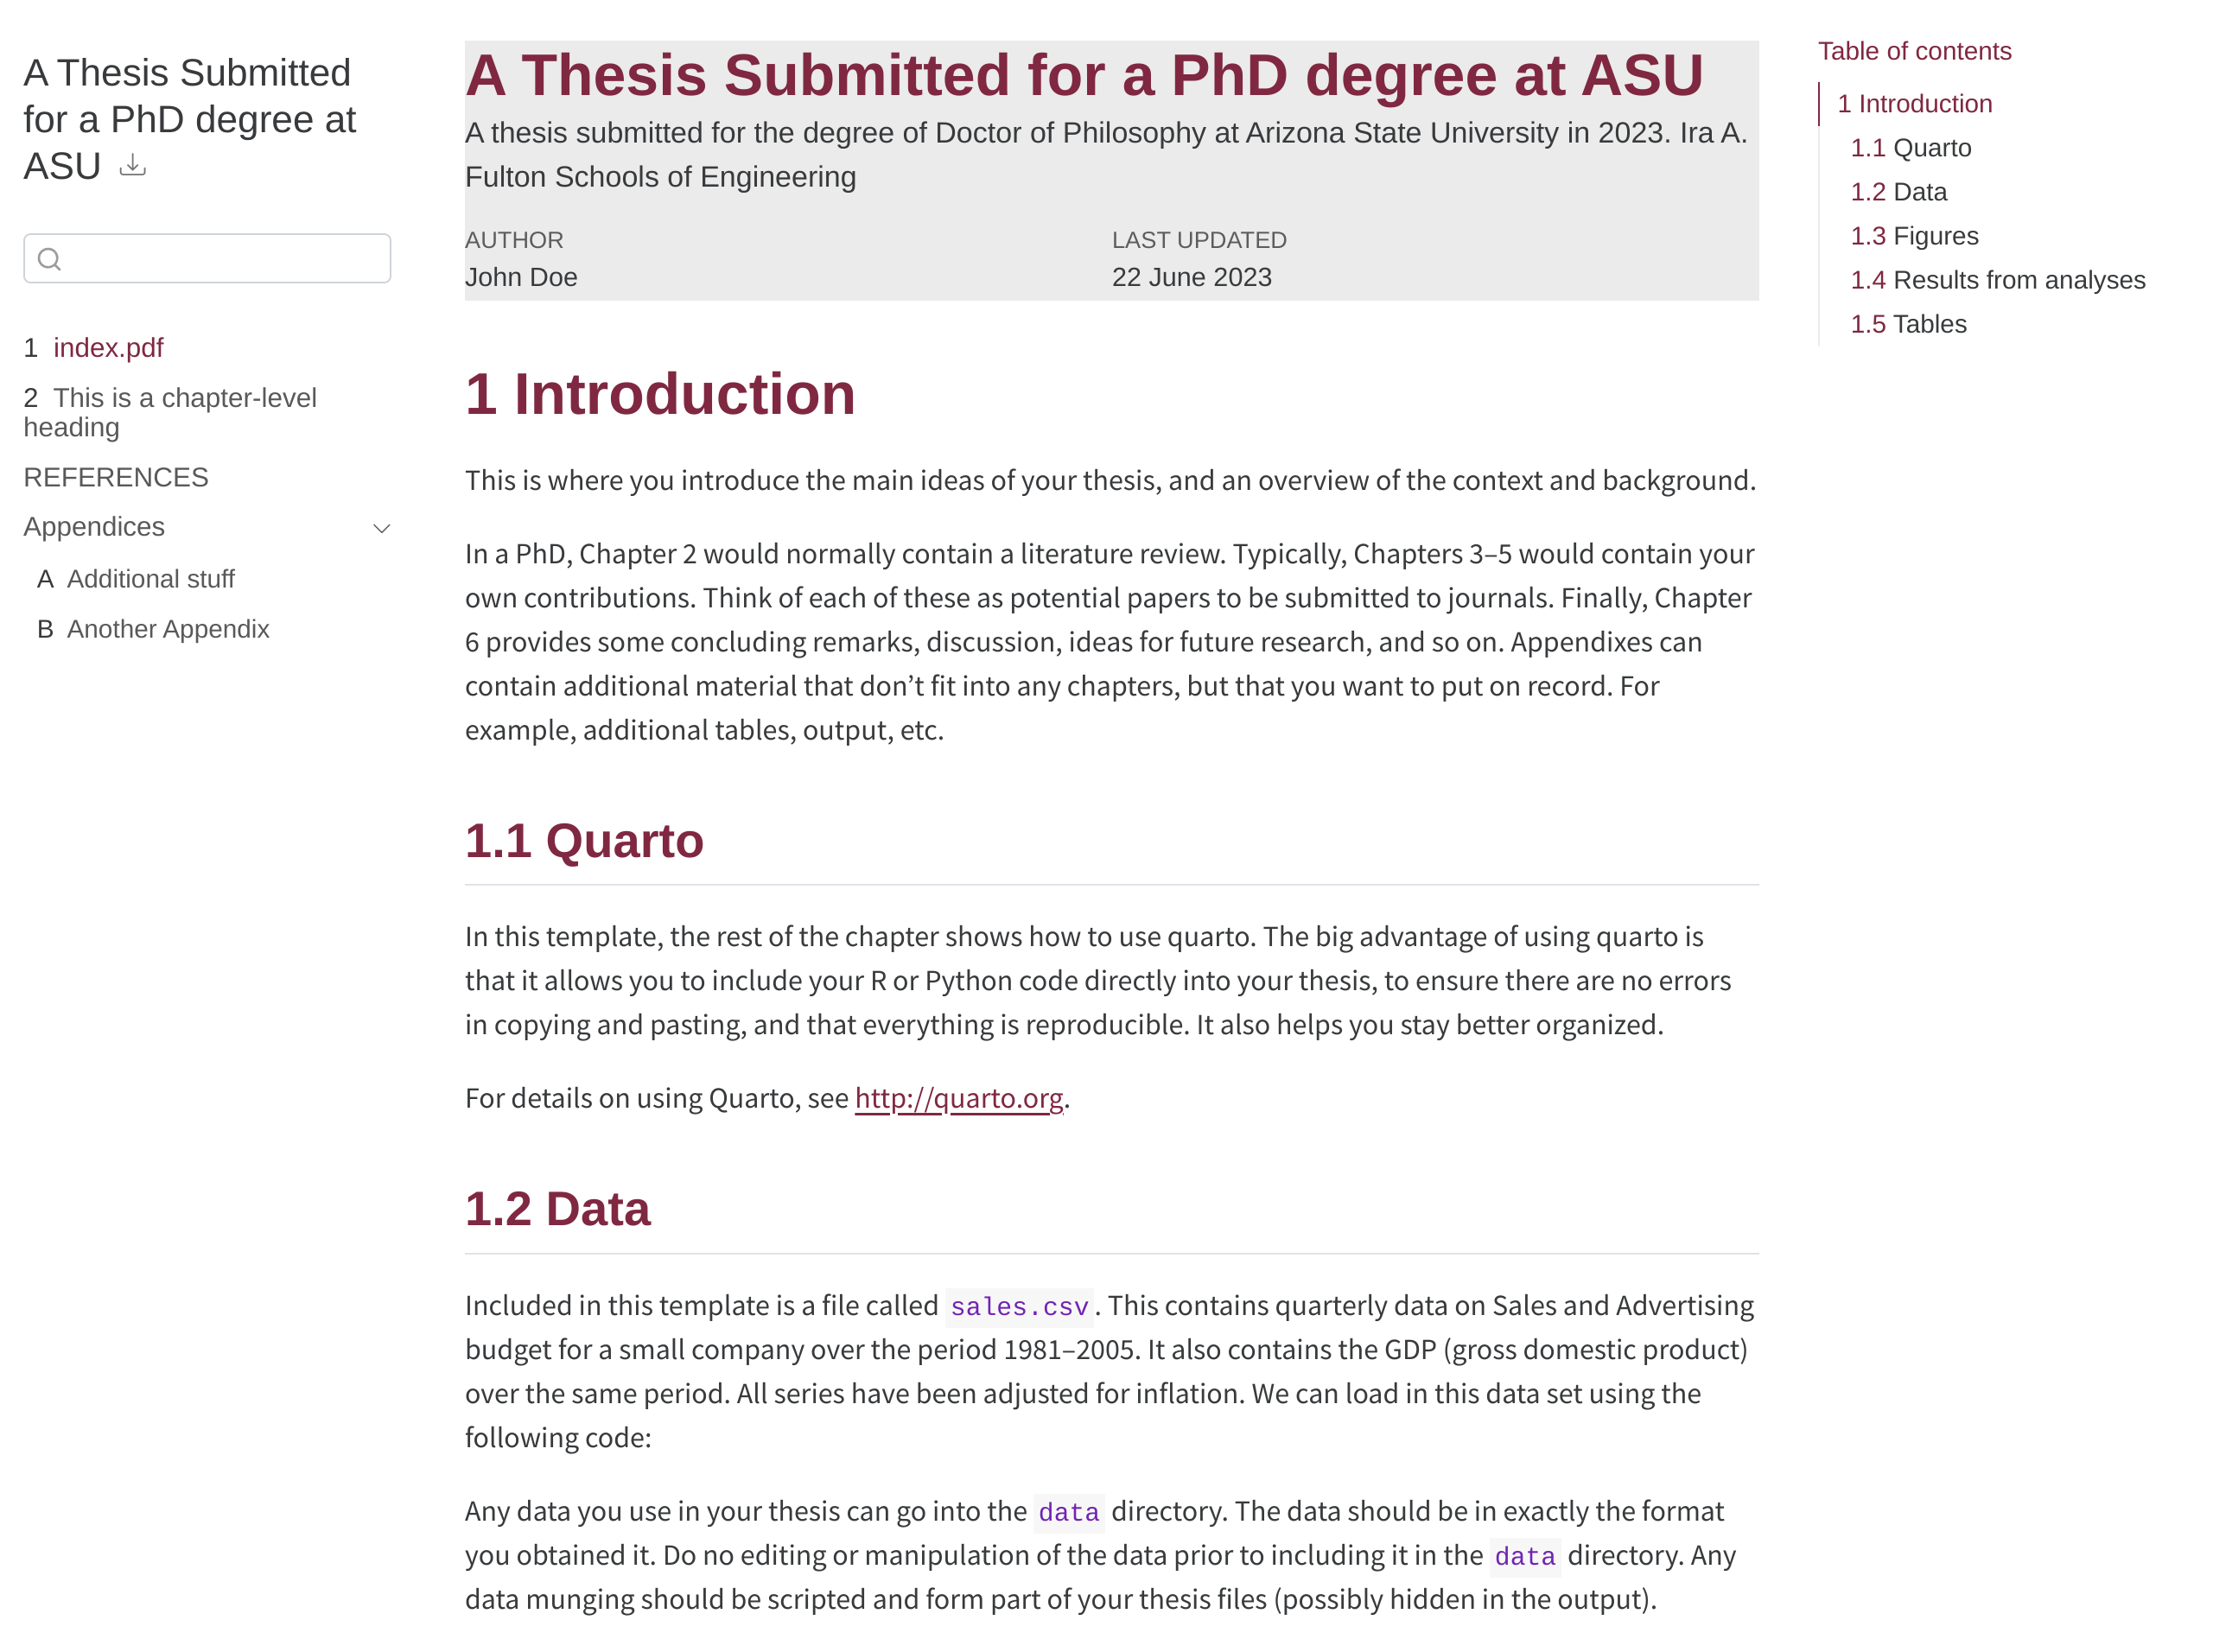 A Thesis Submitted
for a PhD degree at
ASU
1 index.pdf
2 This is a chapter-level
heading
REFERENCES
Appendices
A Additional stuff
B Another Appendix
A Thesis Submitted for a PhD degree at ASU
A thesis submitted for the degree of Doctor of Philosophy at Arizona State University in 2023. Ira A.
Fulton Schools of Engineering
AUTHOR
John Doe
LAST UPDATED
22 June 2023
1 Introduction
This is where you introduce the main ideas of your thesis, and an overview of the context and background.
In a PhD, Chapter 2 would normally contain a literature review. Typically, Chapters 3–5 would contain your
own contributions. Think of each of these as potential papers to be submitted to journals. Finally, Chapter
6 provides some concluding remarks, discussion, ideas for future research, and so on. Appendixes can
contain additional material that don’t fit into any chapters, but that you want to put on record. For
example, additional tables, output, etc.
1.1 Quarto
In this template, the rest of the chapter shows how to use quarto. The big advantage of using quarto is
that it allows you to include your R or Python code directly into your thesis, to ensure there are no errors
in copying and pasting, and that everything is reproducible. It also helps you stay better organized.
For details on using Quarto, see http://quarto.org.
1.2 Data
Included in this template is a file called sales.csv. This contains quarterly data on Sales and Advertising
budget for a small company over the period 1981–2005. It also contains the GDP (gross domestic product)
over the same period. All series have been adjusted for inflation. We can load in this data set using the
following code:
Any data you use in your thesis can go into the data directory. The data should be in exactly the format
you obtained it. Do no editing or manipulation of the data prior to including it in the data directory. Any
data munging should be scripted and form part of your thesis files (possibly hidden in the output).
Table of contents
1 Introduction
1.1 Quarto
1.2 Data
1.3 Figures
1.4 Results from analyses
1.5 Tables